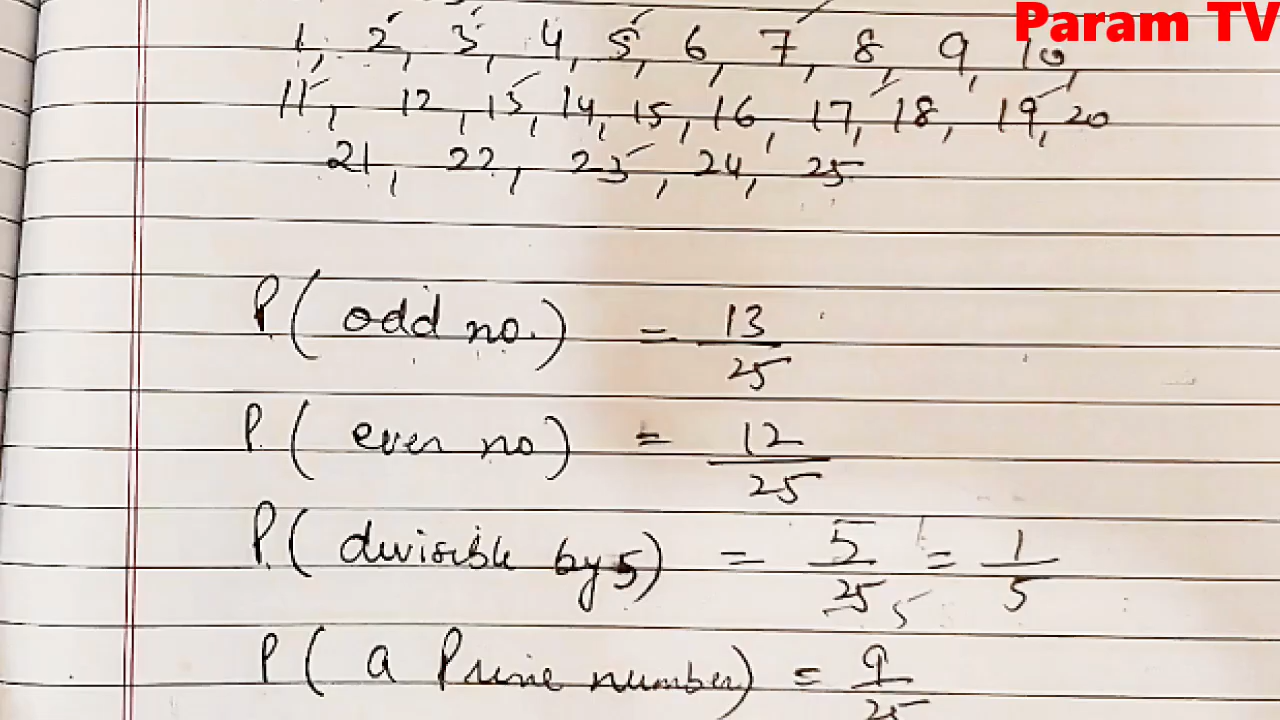 Param TV
1, 2, 3, 4, 5, 6, 7, 8, 9, 10,
11, 12, 13, 14, 15, 16, 17, 18, 19, 20
21, 22, 23, 24, 25
P( odd no.) = 13/25
P( even no) = 12/25
P( divisible by 5) = 5/25 5 = 1/5
P( a Prime number) = 9/25